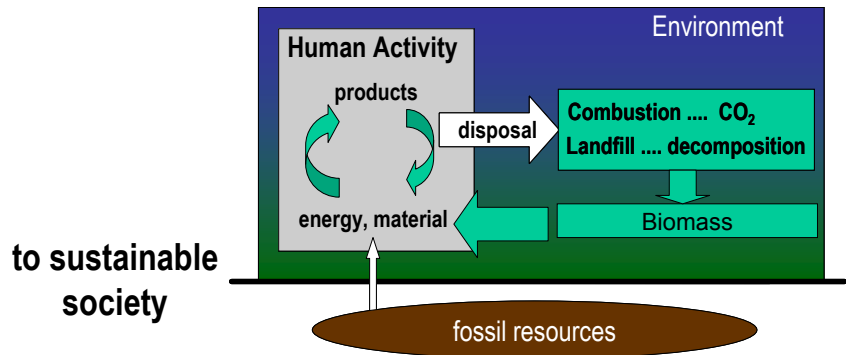 Environment
Human Activity
products
disposal
Combustion .... CO₂
Landfill .... decomposition
energy, material
Biomass
to sustainable
society
fossil resources